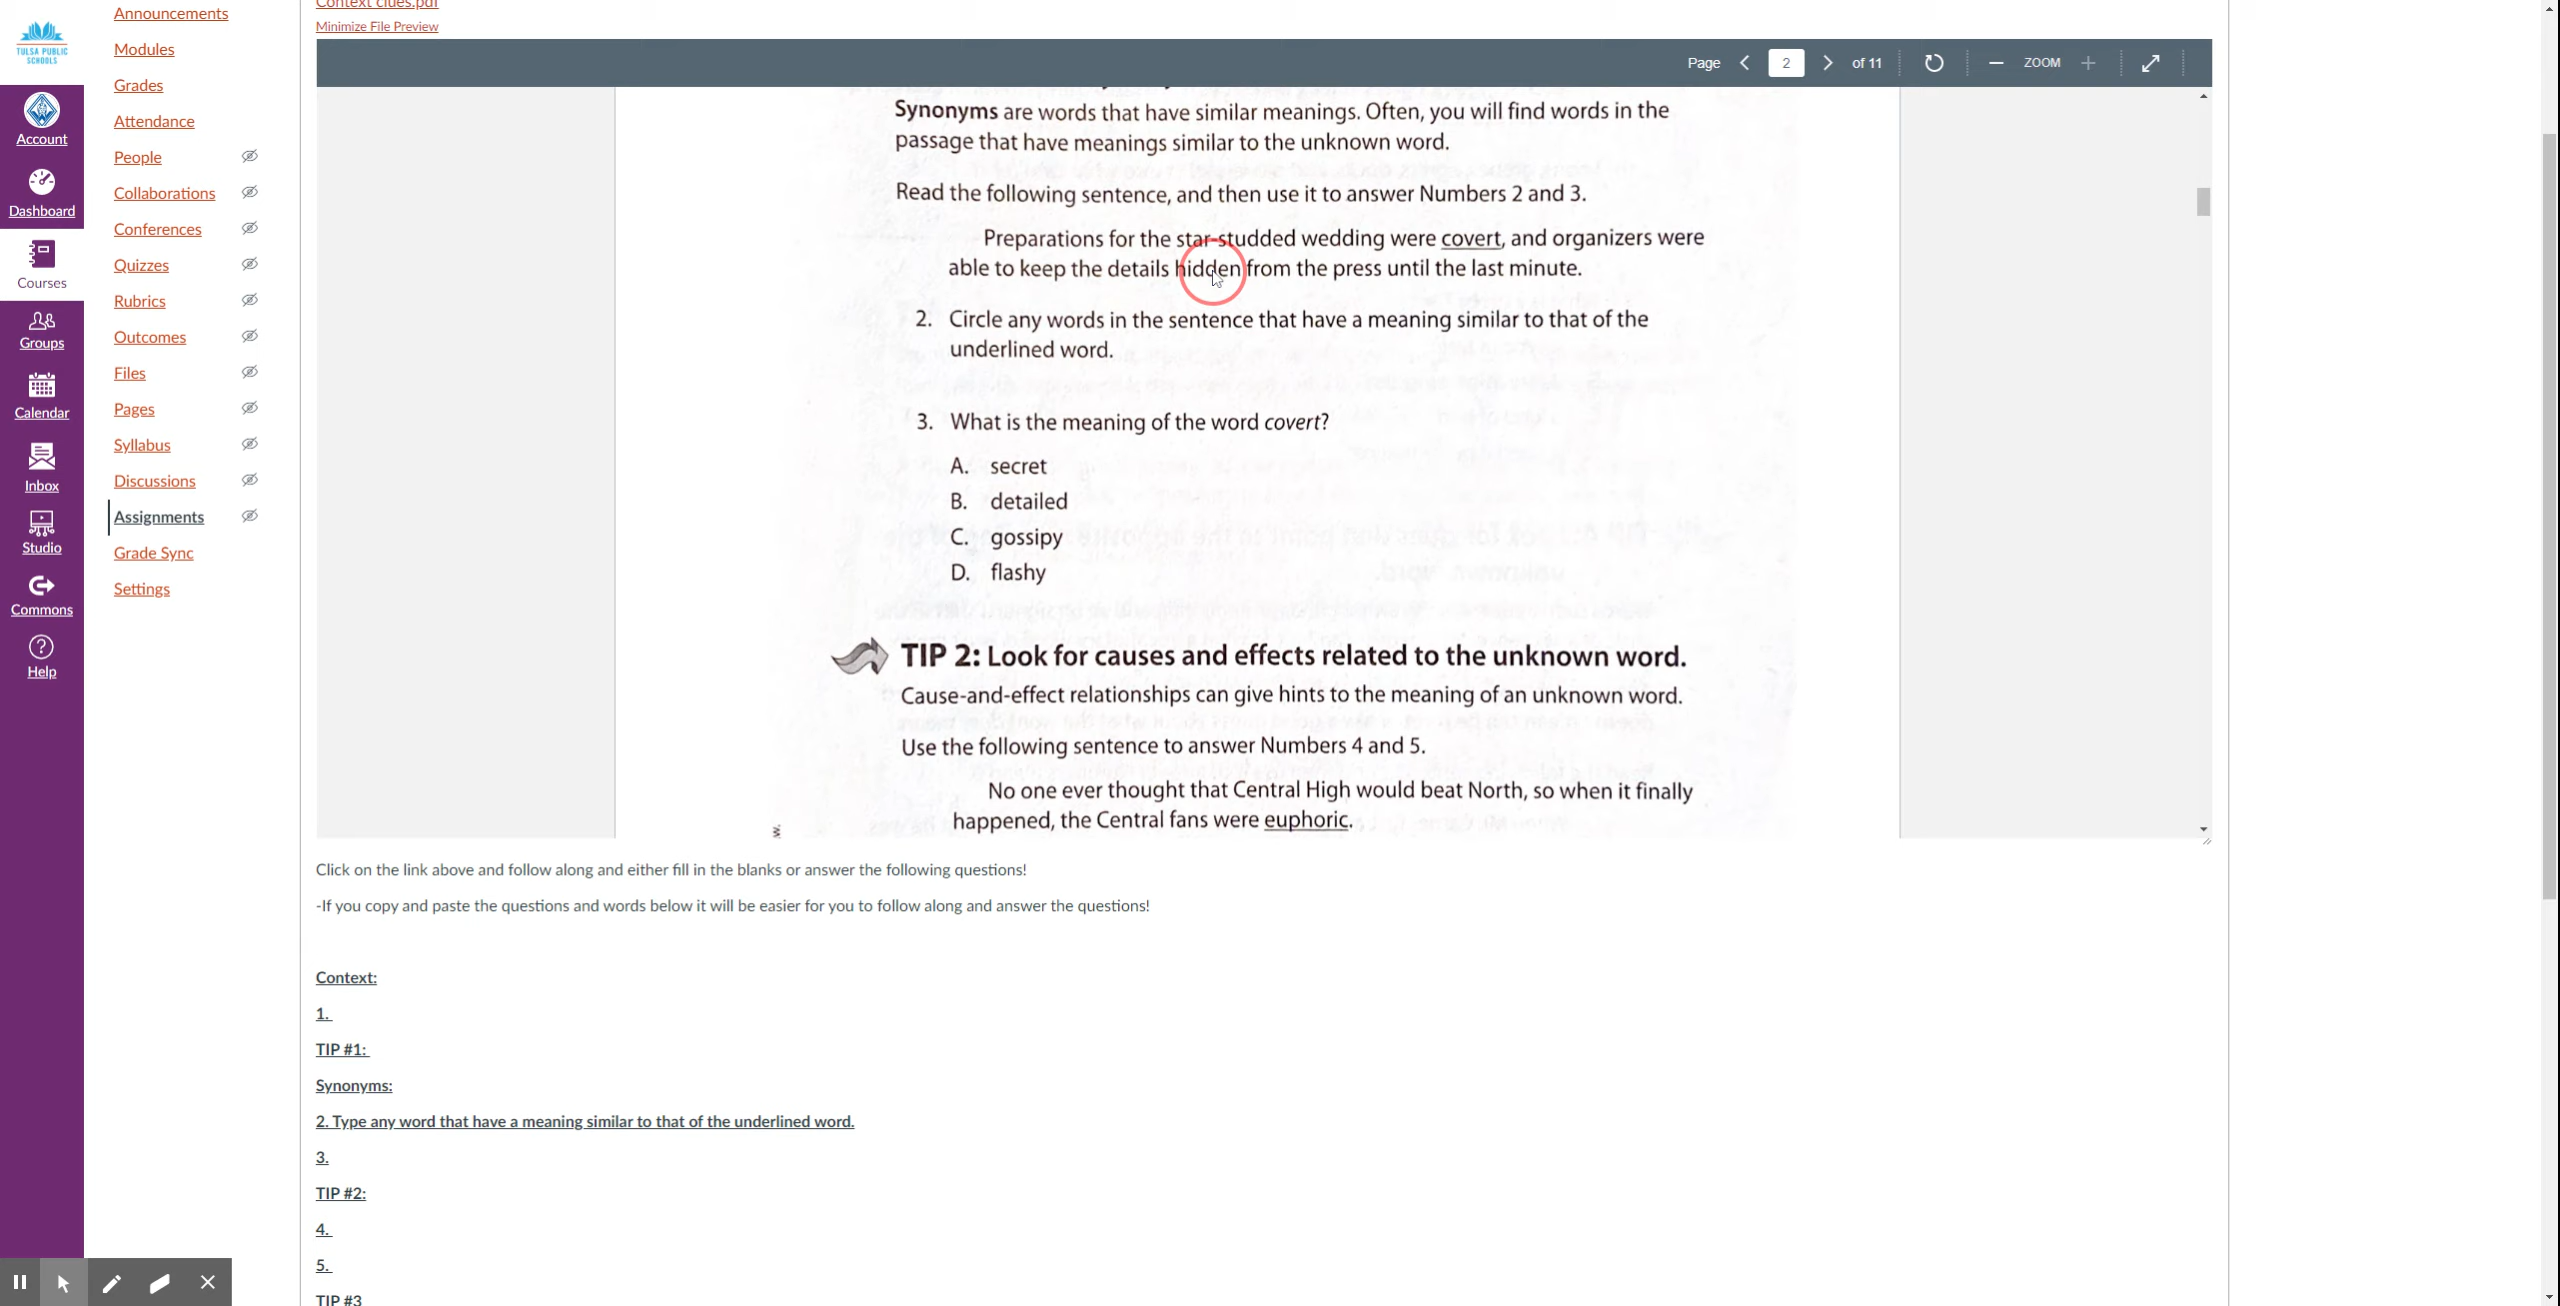 TULSA PUBLIC SCHOOLS
Account
Dashboard
Courses
Groups
Calendar
Inbox
Studio
Commons
Help
Announcements
Modules
Grades
Attendance
People
Collaborations
Conferences
Quizzes
Rubrics
Outcomes
Files
Pages
Syllabus
Discussions
Assignments
Grade Sync
Settings
Context clues.pdf
Minimize File Preview
Page 2 of 11 ZOOM
Synonyms are words that have similar meanings. Often, you will find words in the
passage that have meanings similar to the unknown word.
Read the following sentence, and then use it to answer Numbers 2 and 3.
Preparations for the star-studded wedding were covert, and organizers were
able to keep the details hidden from the press until the last minute.
2. Circle any words in the sentence that have a meaning similar to that of the
underlined word.
3. What is the meaning of the word covert?
A. secret
B. detailed
C. gossipy
D. flashy
TIP 2: Look for causes and effects related to the unknown word.
Cause-and-effect relationships can give hints to the meaning of an unknown word.
Use the following sentence to answer Numbers 4 and 5.
No one ever thought that Central High would beat North, so when it finally
happened, the Central fans were euphoric.
Click on the link above and follow along and either fill in the blanks or answer the following questions!
-If you copy and paste the questions and words below it will be easier for you to follow along and answer the questions!
Context:
1.
TIP #1:
Synonyms:
2. Type any word that have a meaning similar to that of the underlined word.
3.
TIP #2:
4.
5.
TIP #3